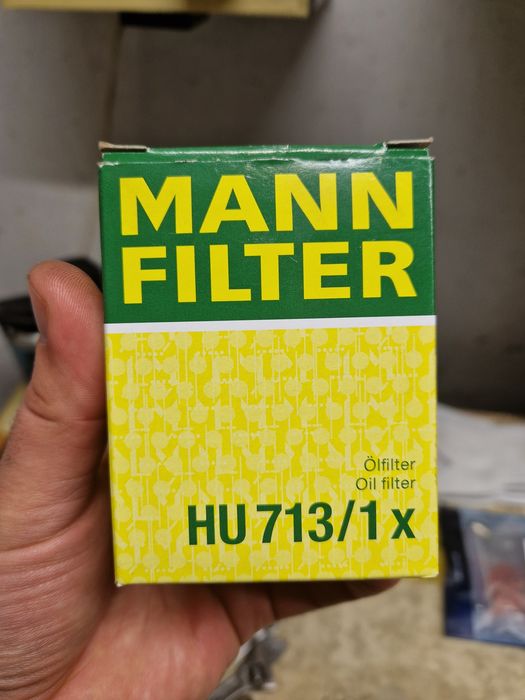 MANN
FILTER
Ölfilter
Oil filter
HU 713/1 x